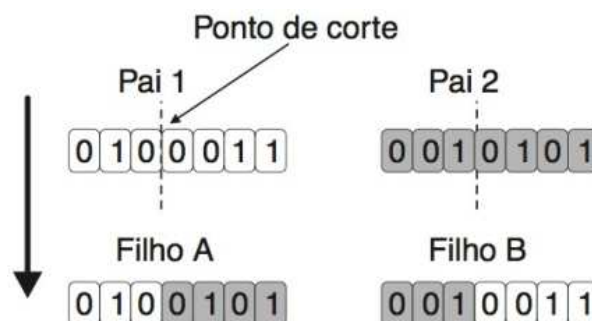 Ponto de corte
Pai 1 Pai 2
0 1 0 0 0 1 1 0 0 1 0 1 0 1
Filho A Filho B
0 1 0 0 1 0 1 0 0 1 0 0 1 1